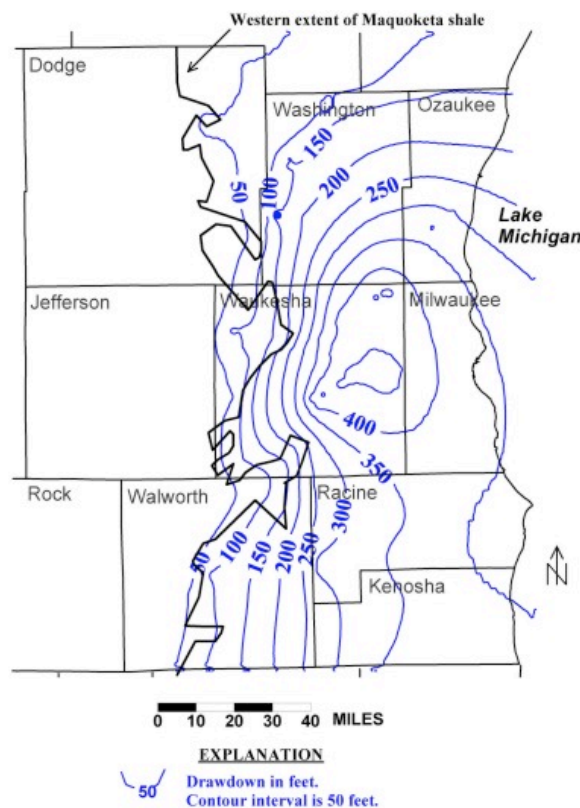 Western extent of Maquoketa shale
Dodge
Washington
Ozaukee
150
50
100
200
250
Lake
Michigan
Jefferson
Waukesha
Milwaukee
400
350
Rock
Walworth
Racine
300
50
100
150
200
250
Kenosha
N
0 10 20 30 40 MILES
EXPLANATION
50
Drawdown in feet.
Contour interval is 50 feet.